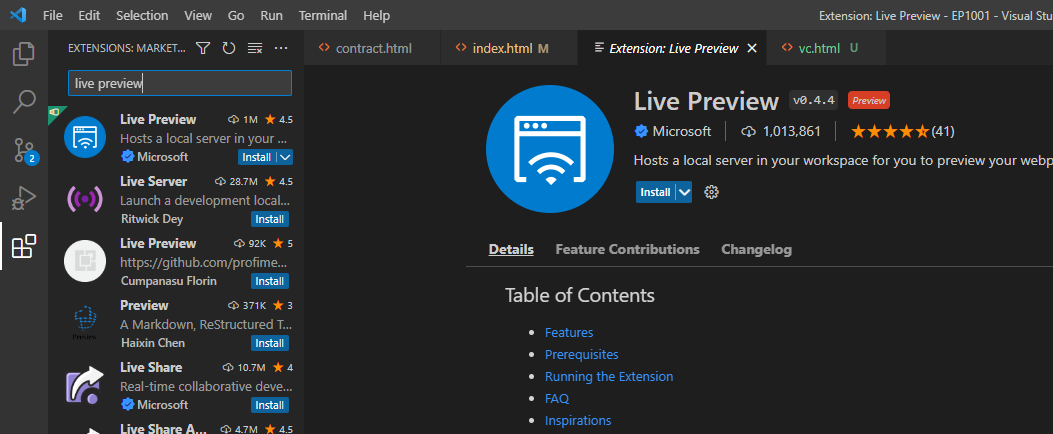 File Edit Selection View Go Run Terminal Help
Extension: Live Preview - EP1001 - Visual Stu
EXTENSIONS: MARKET...
live preview
Live Preview 1M 4.5
Hosts a local server in your ...
Microsoft Install
Live Server 28.7M 4.5
Launch a development local...
Ritwick Dey Install
Live Preview 92K 5
https://github.com/profime...
Cumpanasu Florin Install
Preview 371K 3
A Markdown, ReStructured T...
Haixin Chen Install
Live Share 10.7M 4
Real-time collaborative deve...
Microsoft Install
Live Share A... 4.7M 4.5
2
contract.html index.html M Extension: Live Preview vc.html U
Live Preview v0.4.4 Preview
Microsoft 1,013,861 (41)
Hosts a local server in your workspace for you to preview your webp
Install
Details Feature Contributions Changelog
Table of Contents
• Features
• Prerequisites
• Running the Extension
• FAQ
• Inspirations